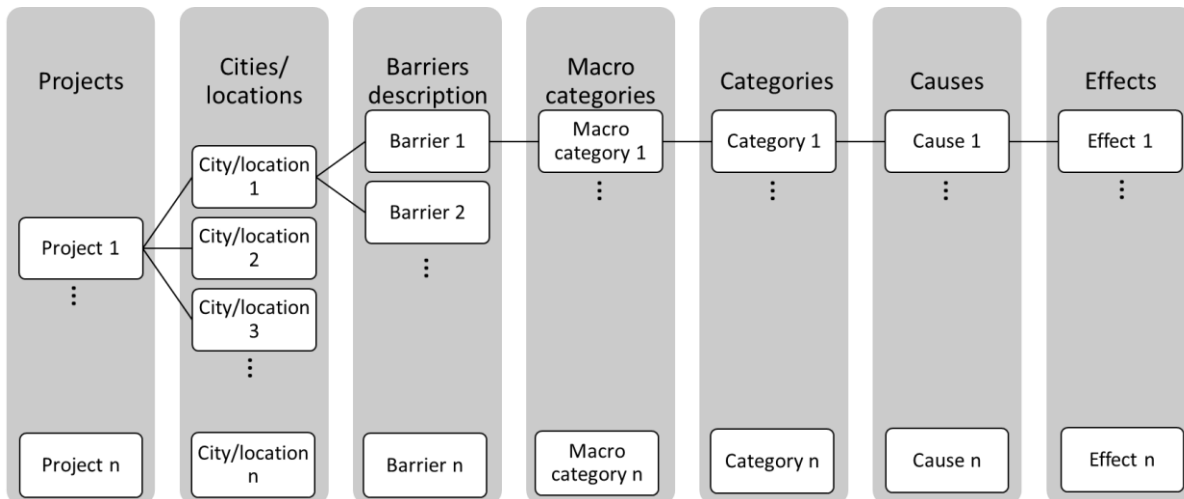 Projects
Cities/
locations
Barriers
description
Macro
categories
Categories
Causes
Effects
Project 1
⋮
Project n
City/location
1
City/location
2
City/location
3
⋮
City/location
n
Barrier 1
Barrier 2
⋮
Barrier n
Macro
category 1
⋮
Macro
category n
Category 1
⋮
Category n
Cause 1
⋮
Cause n
Effect 1
⋮
Effect n